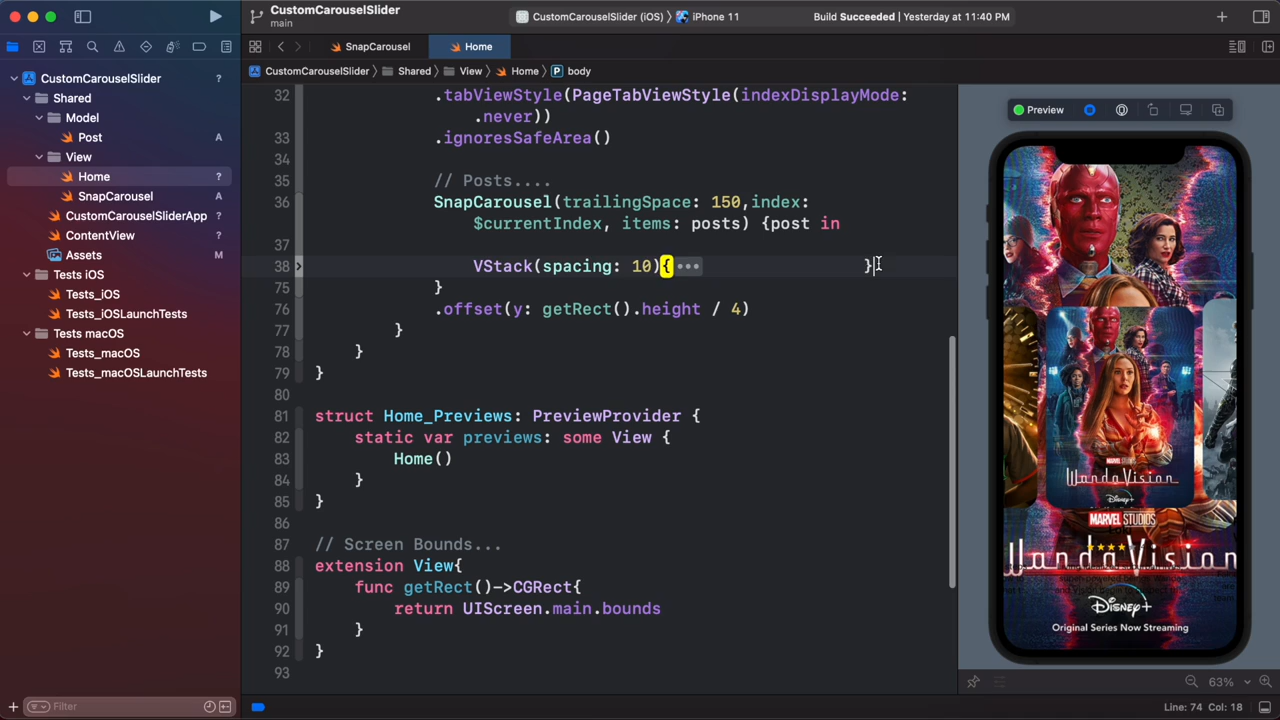 CustomCarouselSlider
main
CustomCarouselSlider (iOS) 〉 iPhone 11
Build Succeeded | Yesterday at 11:40 PM
SnapCarousel
Home
CustomCarouselSlider 〉 Shared 〉 View 〉 Home 〉 P body
CustomCarouselSlider ?
Shared
Model
Post A
View
Home ?
SnapCarousel A
CustomCarouselSliderApp ?
ContentView ?
Assets M
Tests iOS
Tests_iOS
Tests_iOSLaunchTests
Tests macOS
Tests_macOS
Tests_macOSLaunchTests
Filter
32 .tabViewStyle(PageTabViewStyle(indexDisplayMode:
.never))
33 .ignoresSafeArea()
34
35 // Posts....
36 SnapCarousel(trailingSpace: 150,index:
$currentIndex, items: posts) {post in
37
38 VStack(spacing: 10){ ••• }
75 }
76 .offset(y: getRect().height / 4)
77 }
78 }
79 }
80
81 struct Home_Previews: PreviewProvider {
82 static var previews: some View {
83 Home()
84 }
85 }
86
87 // Screen Bounds...
88 extension View{
89 func getRect()->CGRect{
90 return UIScreen.main.bounds
91 }
92 }
93
Preview
MARVEL STUDIOS
WandaVision
Disney+
MARVEL STUDIOS
WandaVision
Disney+
Original Series Now Streaming
63%
Line: 74 Col: 18